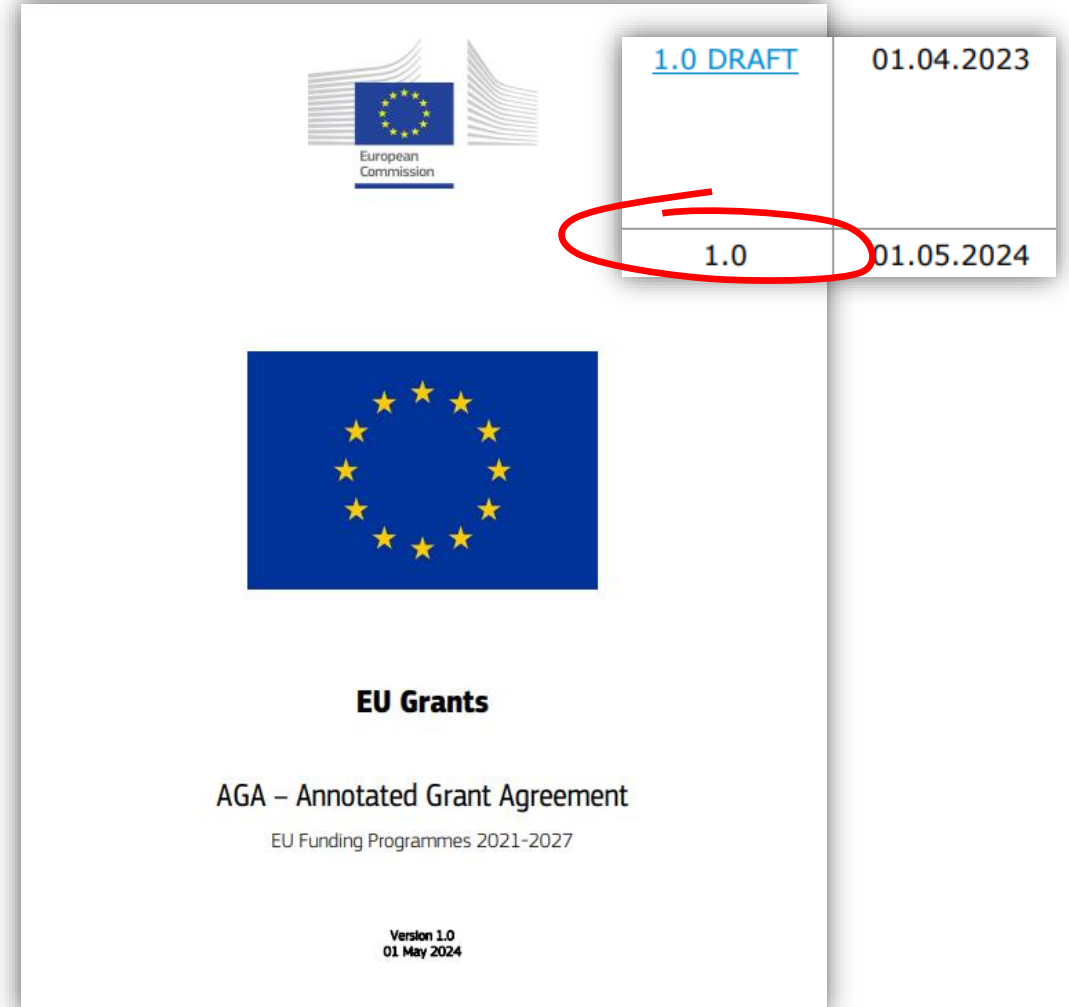 European
Commission
1.0 DRAFT 01.04.2023
1.0 01.05.2024
EU Grants
AGA – Annotated Grant Agreement
EU Funding Programmes 2021-2027
Version 1.0
01 May 2024